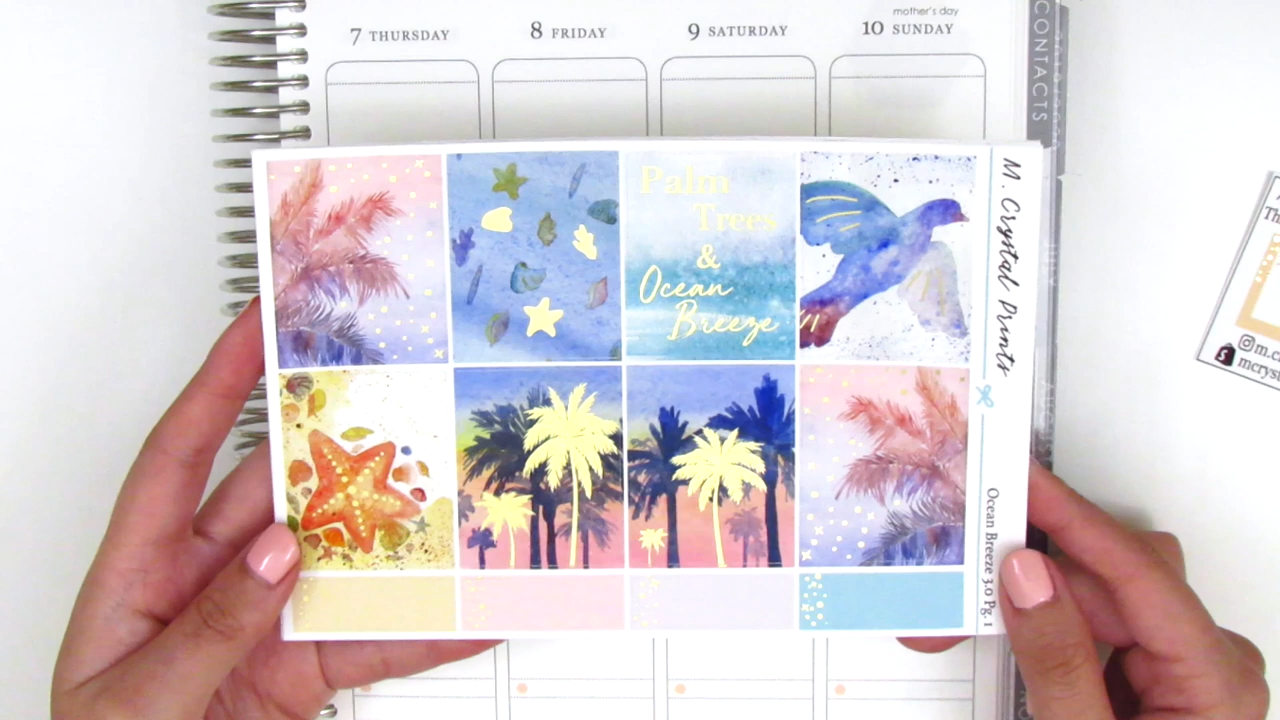 mother's day
7 THURSDAY
8 FRIDAY
9 SATURDAY
10 SUNDAY
CONTACTS
Palm
Trees
&
Ocean
Breeze
M. Crystal Prints
Ocean Breeze 3.0 Pg. 1